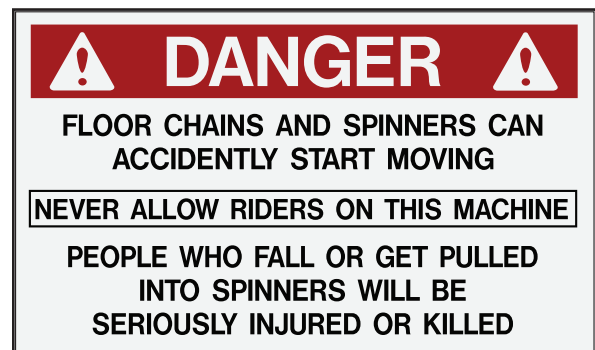 DANGER
FLOOR CHAINS AND SPINNERS CAN
ACCIDENTLY START MOVING
NEVER ALLOW RIDERS ON THIS MACHINE
PEOPLE WHO FALL OR GET PULLED
INTO SPINNERS WILL BE
SERIOUSLY INJURED OR KILLED